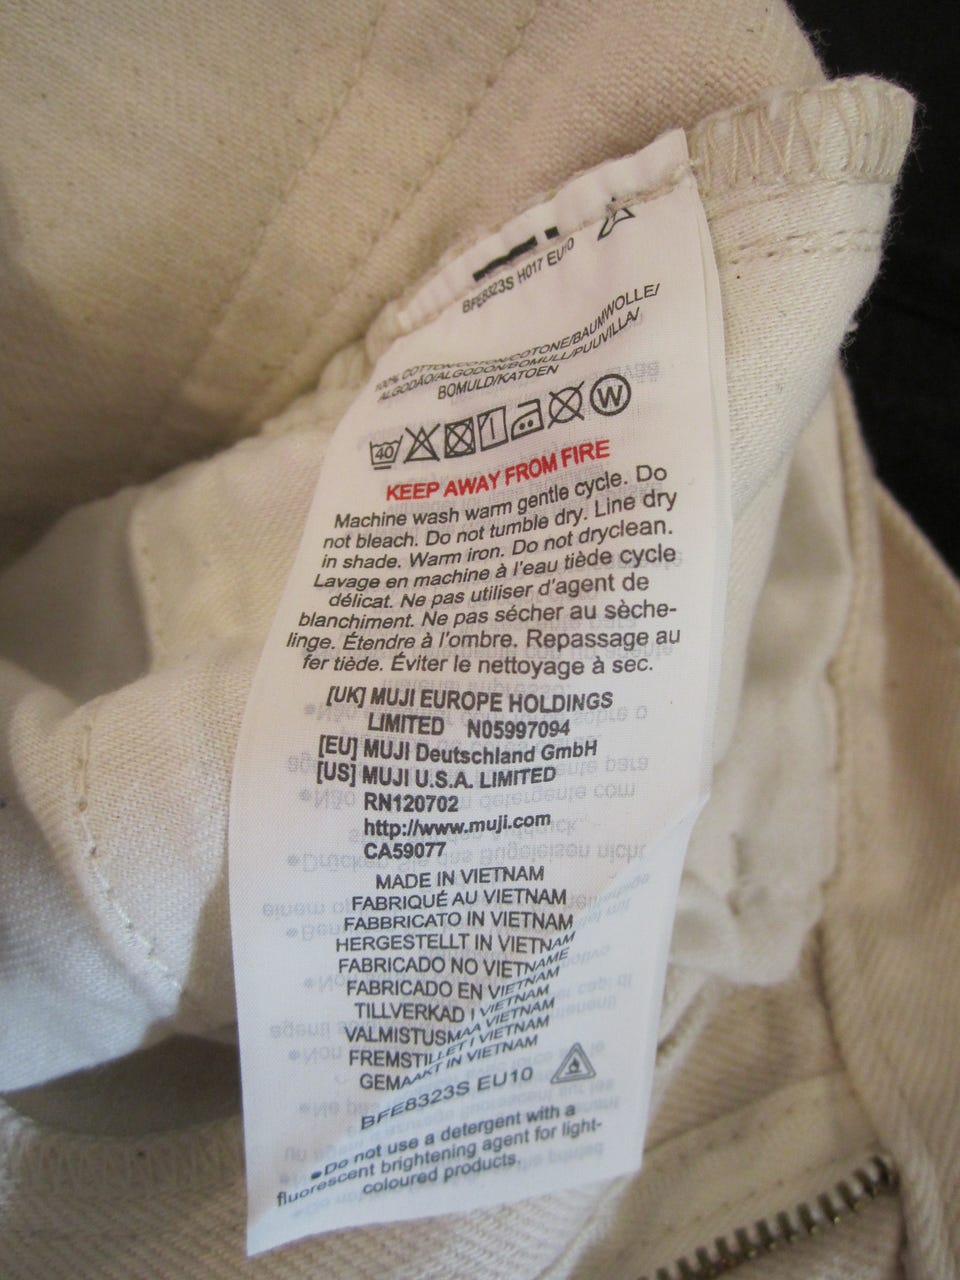 BFE8323S H017 EU10
100% COTTON/COTON/COTONE/BAUMWOLLE/
ALGODÃO/ALGODÓN/BOMULL/PUUVILLA/
BOMULD/KATOEN
40
W
KEEP AWAY FROM FIRE
Machine wash warm gentle cycle. Do
not bleach. Do not tumble dry. Line dry
in shade. Warm iron. Do not dryclean.
Lavage en machine à l'eau tiède cycle
délicat. Ne pas utiliser d'agent de
blanchiment. Ne pas sécher au sèche-
linge. Étendre à l'ombre. Repassage au
fer tiède. Éviter le nettoyage à sec.
[UK] MUJI EUROPE HOLDINGS
LIMITED N05997094
[EU] MUJI Deutschland GmbH
[US] MUJI U.S.A. LIMITED
RN120702
http://www.muji.com
CA59077
MADE IN VIETNAM
FABRIQUÉ AU VIETNAM
FABBRICATO IN VIETNAM
HERGESTELLT IN VIETNAM
FABRICADO NO VIETNAME
FABRICADO EN VIETNAM
TILLVERKAD I VIETNAM
VALMISTUSMAA VIETNAM
FREMSTILLET I VIETNAM
GEMAAKT IN VIETNAM
BFE8323S EU10
●Do not use a detergent with a
fluorescent brightening agent for light-
coloured products.